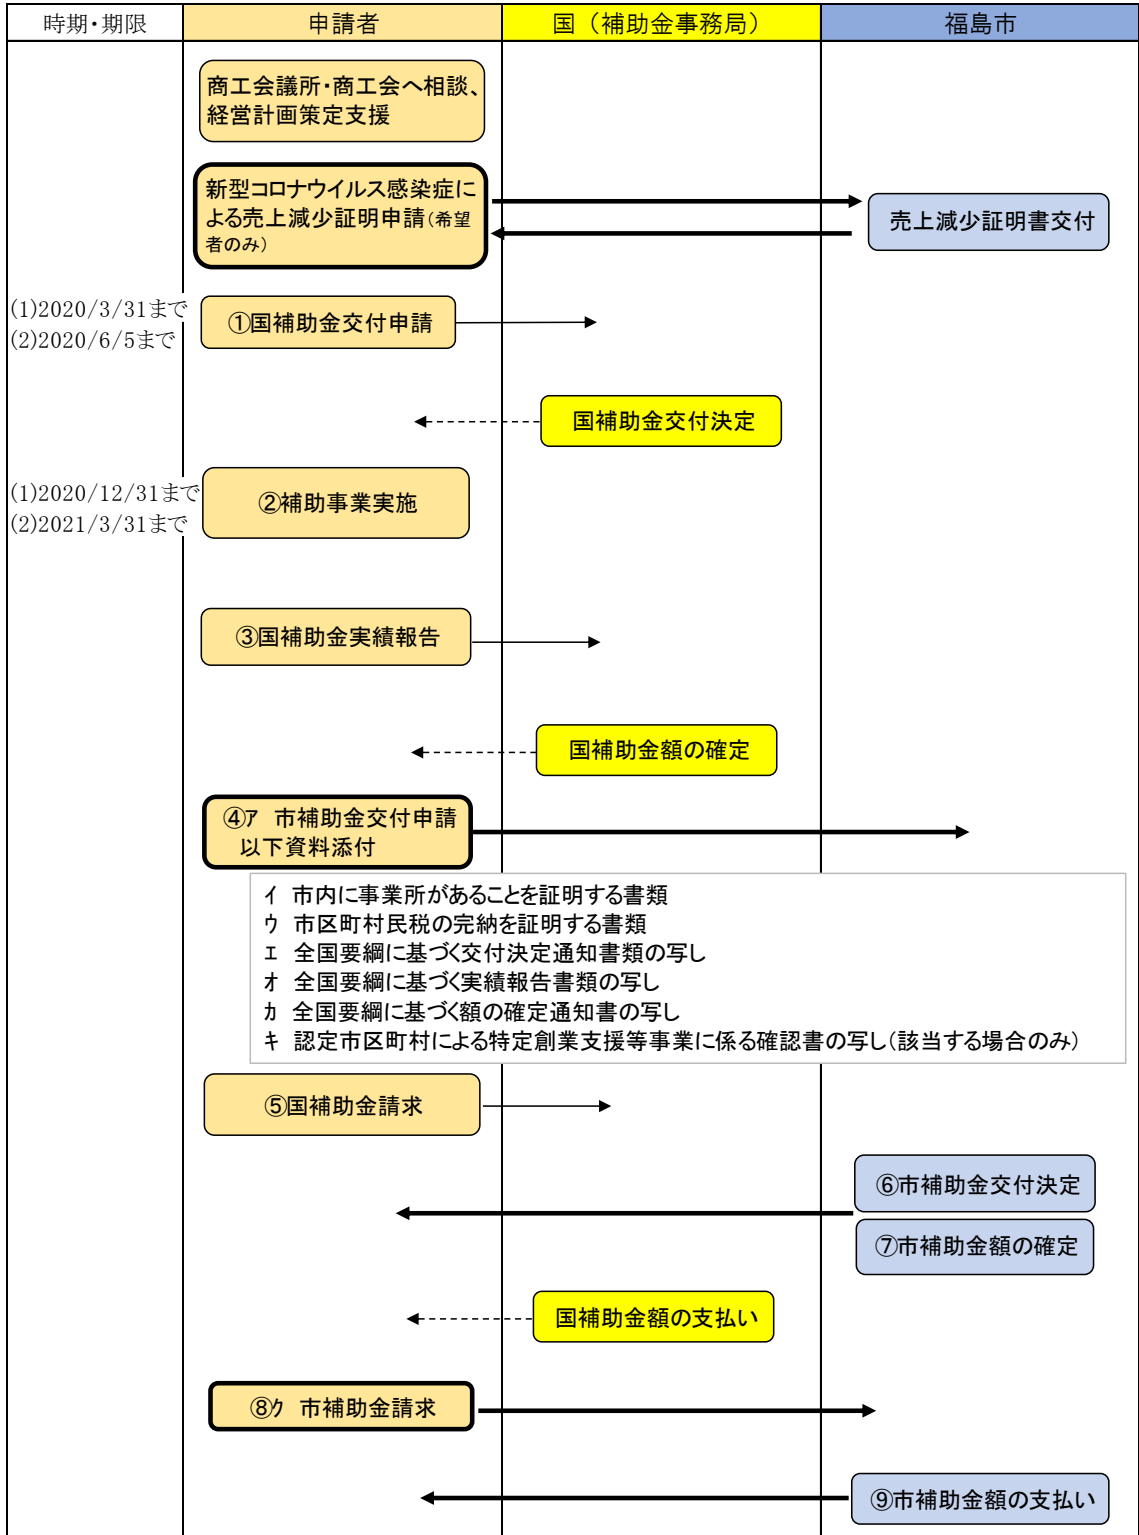 時期・期限
申請者
国（補助金事務局）
福島市
商工会議所・商工会へ相談、
経営計画策定支援
新型コロナウイルス感染症に
よる売上減少証明申請(希望
者のみ)
売上減少証明書交付
(1)2020/3/31まで
(2)2020/6/5まで
①国補助金交付申請
国補助金交付決定
(1)2020/12/31まで
(2)2021/3/31まで
②補助事業実施
③国補助金実績報告
国補助金額の確定
④ｱ　市補助金交付申請
以下資料添付
ｲ　市内に事業所があることを証明する書類
ｳ　市区町村民税の完納を証明する書類
ｴ　全国要綱に基づく交付決定通知書類の写し
ｵ　全国要綱に基づく実績報告書類の写し
ｶ　全国要綱に基づく額の確定通知書の写し
ｷ　認定市区町村による特定創業支援等事業に係る確認書の写し(該当する場合のみ)
⑤国補助金請求
⑥市補助金交付決定
⑦市補助金額の確定
国補助金額の支払い
⑧ｸ　市補助金請求
⑨市補助金額の支払い